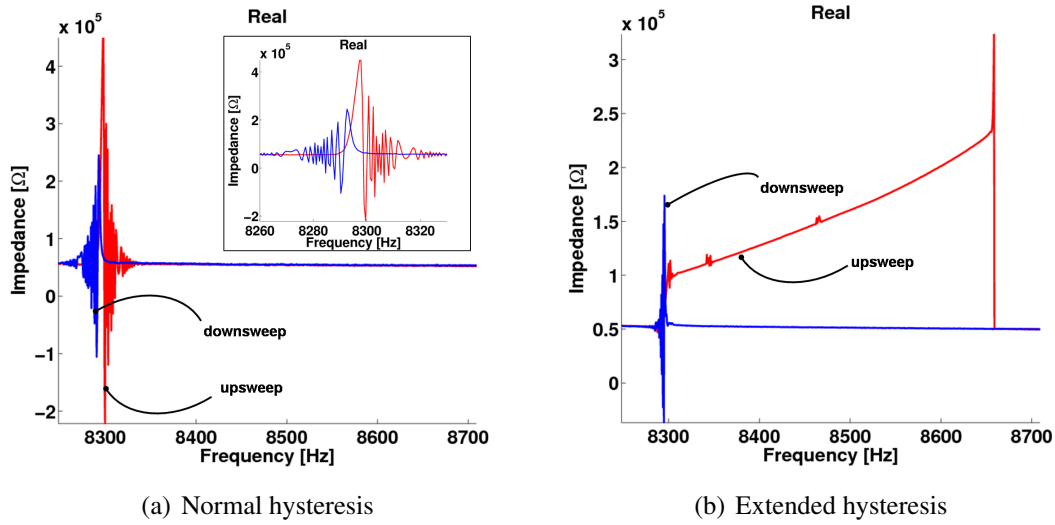 x 10^5
Real
Impedance [Ω]
4
3
2
1
0
−1
−2
8300
8400
8500
8600
8700
Frequency [Hz]
x 10^5
Real
Impedance [Ω]
4
2
0
−2
8260
8280
8300
8320
Frequency [Hz]
downsweep
upsweep
(a) Normal hysteresis
x 10^5
Real
Impedance [Ω]
3
2.5
2
1.5
1
0.5
0
8300
8400
8500
8600
8700
Frequency [Hz]
downsweep
upsweep
(b) Extended hysteresis